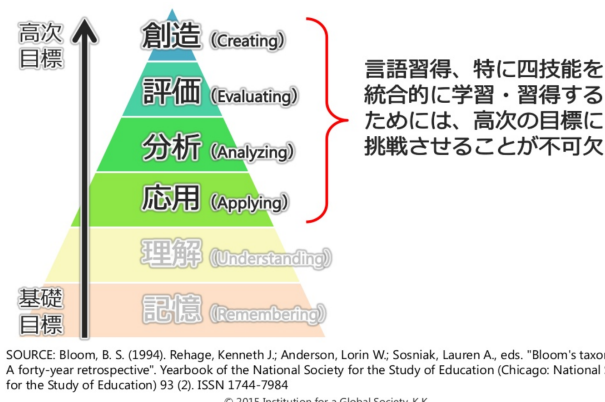 高次
目標
創造 (Creating)
評価 (Evaluating)
分析 (Analyzing)
応用 (Applying)
理解 (Understanding)
記憶 (Remembering)
基礎
目標
言語習得、特に四技能を
統合的に学習・習得する
ためには、高次の目標に
挑戦させることが不可欠
SOURCE: Bloom, B. S. (1994). Rehage, Kenneth J.; Anderson, Lorin W.; Sosniak, Lauren A., eds. "Bloom's
A forty-year retrospective". Yearbook of the National Society for the Study of Education (Chicago: National
for the Study of Education) 93 (2). ISSN 1744-7984
© 2015 Institution for a Global Society K.K.